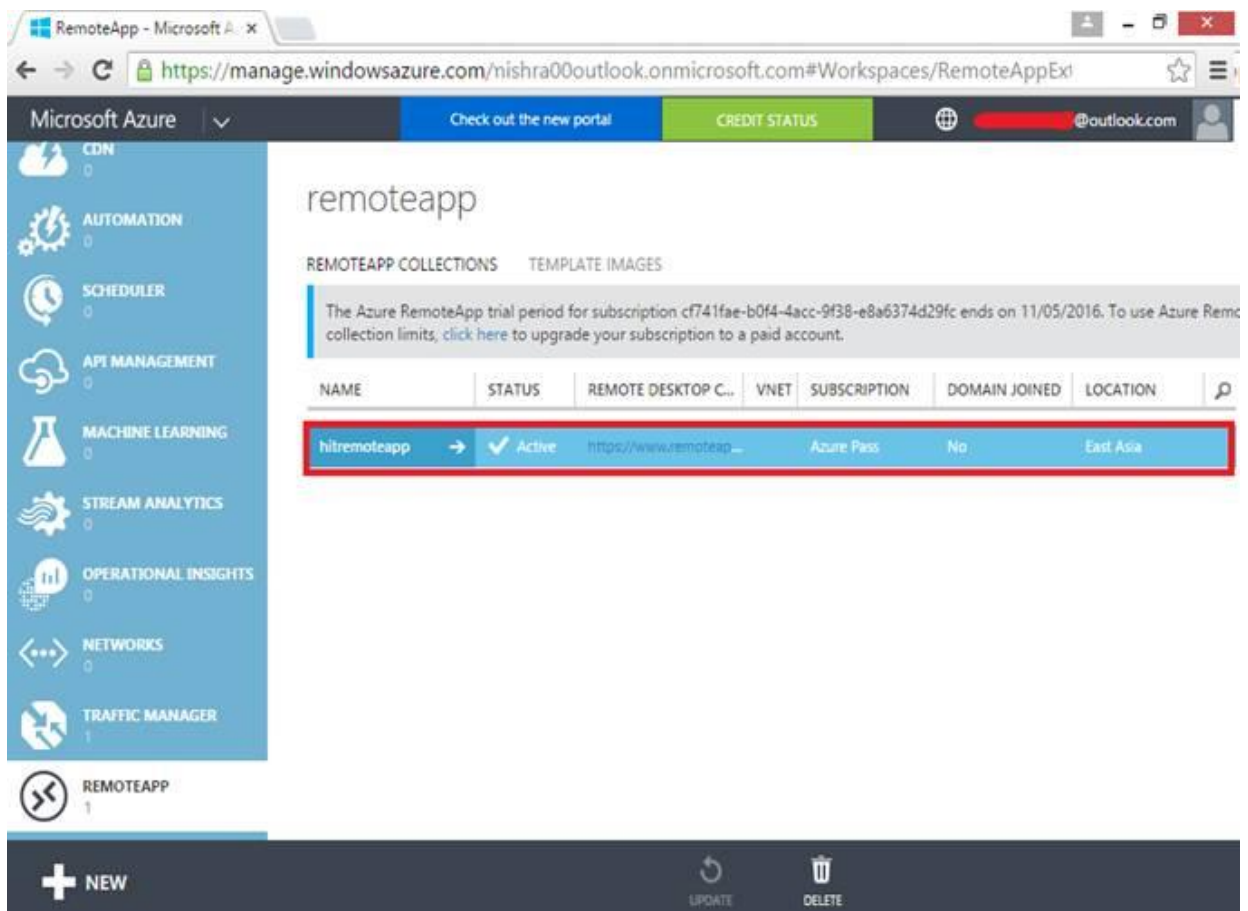 RemoteApp - Microsoft A
https://manage.windowsazure.com/nishra00outlook.onmicrosoft.com#Workspaces/RemoteAppExt
Microsoft Azure
Check out the new portal
CREDIT STATUS
@outlook.com
CDN
0
AUTOMATION
0
SCHEDULER
0
API MANAGEMENT
0
MACHINE LEARNING
0
STREAM ANALYTICS
0
OPERATIONAL INSIGHTS
0
NETWORKS
0
TRAFFIC MANAGER
1
REMOTEAPP
1
remoteapp
REMOTEAPP COLLECTIONS TEMPLATE IMAGES
The Azure RemoteApp trial period for subscription cf741fae-b0f4-4acc-9f38-e8a6374d29fc ends on 11/05/2016. To use Azure Remo
collection limits, click here to upgrade your subscription to a paid account.
NAME STATUS REMOTE DESKTOP C... VNET SUBSCRIPTION DOMAIN JOINED LOCATION
hitremoteapp Active https://www.remoteap... Azure Pass No East Asia
NEW
UPDATE
DELETE